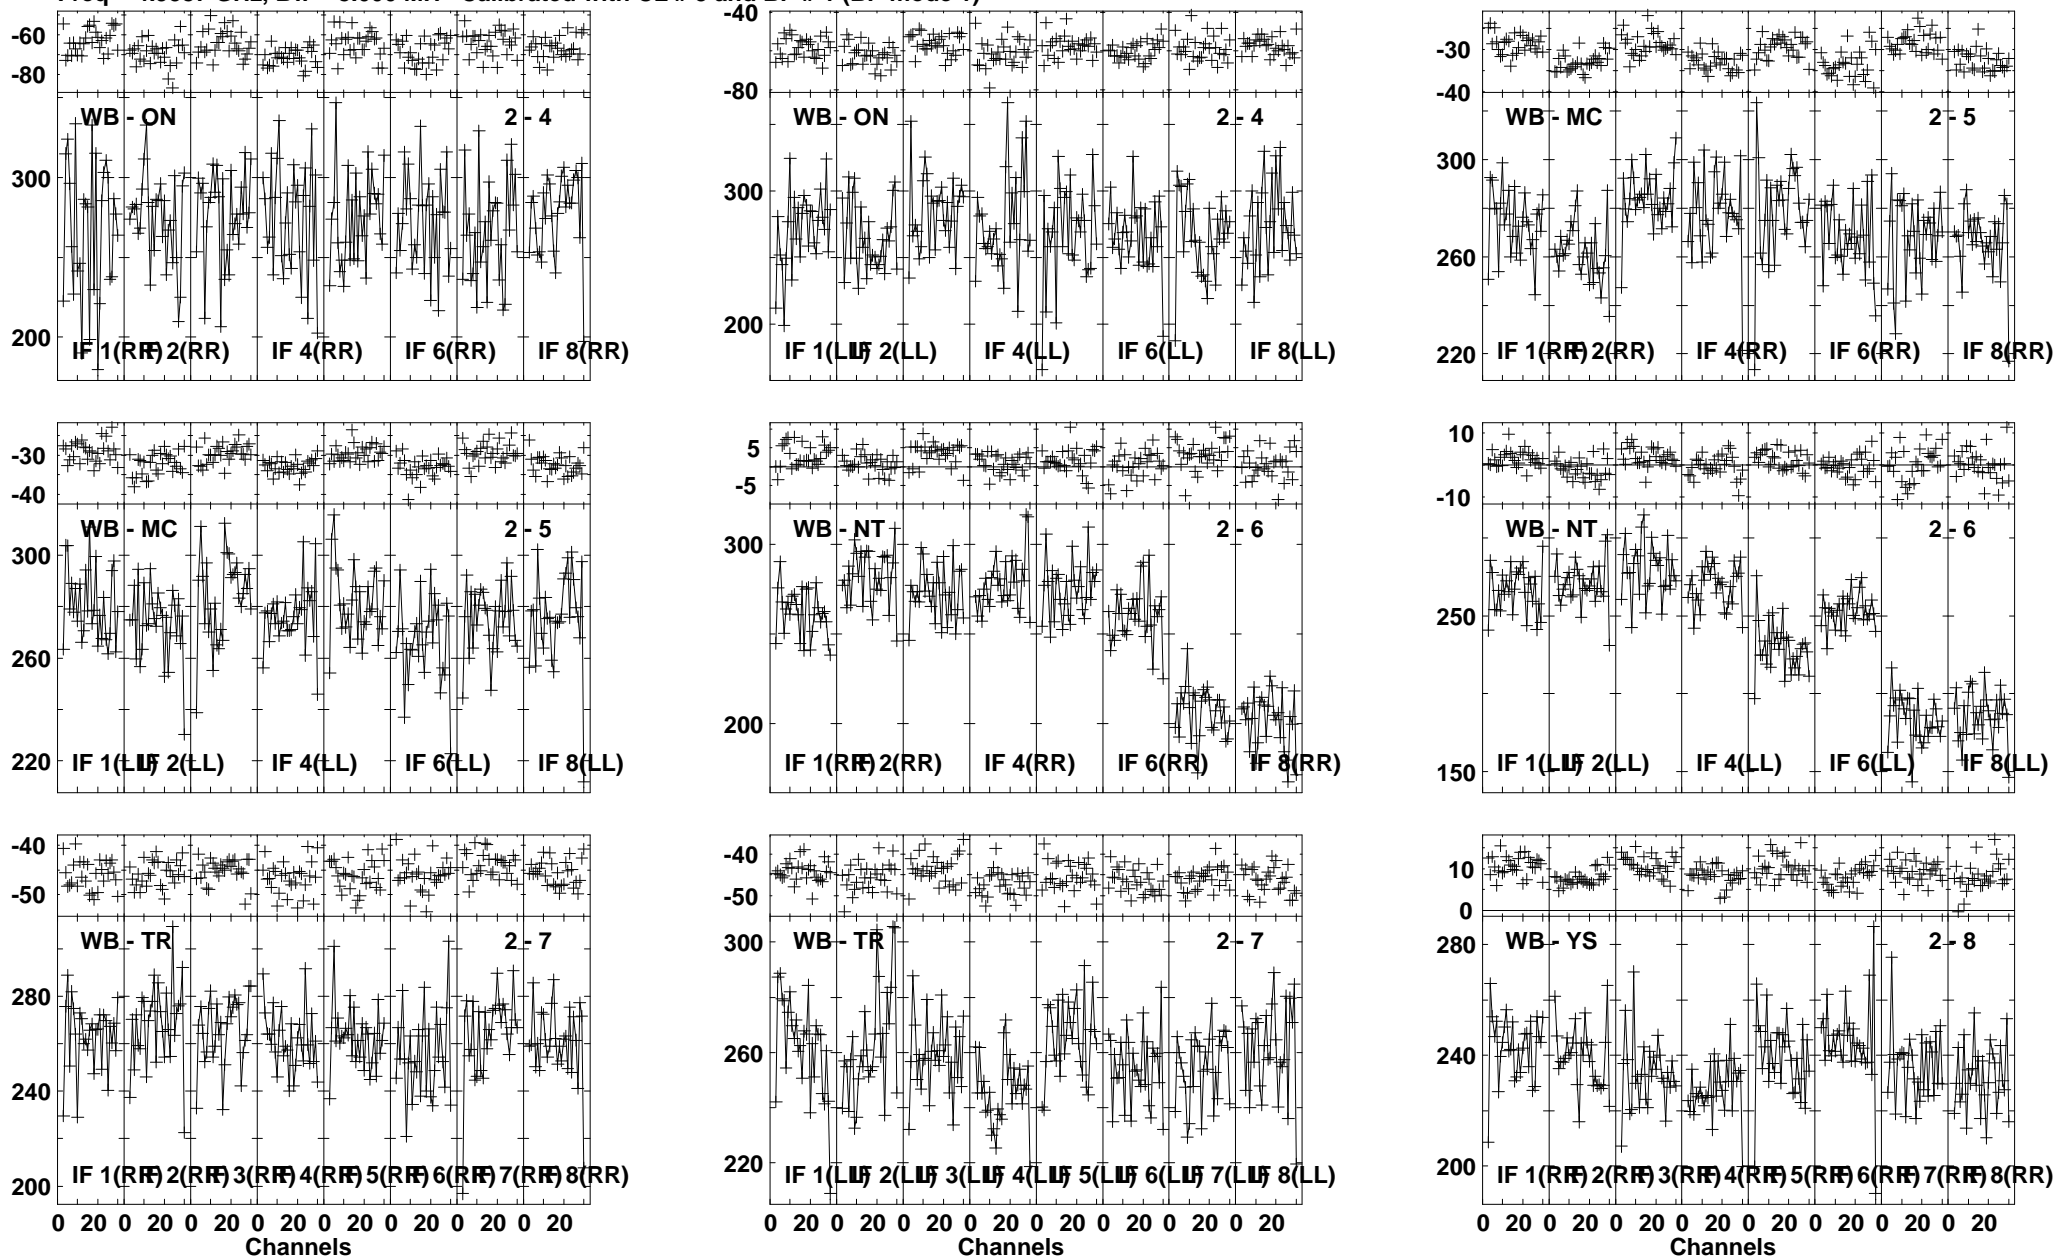 -60
-80
WB - ON 2 - 4
300
200
IF 1(RR) IF 2(RR) IF 4(RR) IF 6(RR) IF 8(RR)
-40
-80
WB - ON 2 - 4
300
200
IF 1(LL) IF 2(LL) IF 4(LL) IF 6(LL) IF 8(LL)
-30
-40
WB - MC 2 - 5
300
260
220
IF 1(RR) IF 2(RR) IF 4(RR) IF 6(RR) IF 8(RR)
-30
-40
WB - MC 2 - 5
300
260
220
IF 1(LL) IF 2(LL) IF 4(LL) IF 6(LL) IF 8(LL)
5
-5
WB - NT 2 - 6
300
200
IF 1(RR) IF 2(RR) IF 4(RR) IF 6(RR) IF 8(RR)
10
-10
WB - NT 2 - 6
250
150
IF 1(LL) IF 2(LL) IF 4(LL) IF 6(LL) IF 8(LL)
-40
-50
WB - TR 2 - 7
280
240
200
IF 1(RR) IF 2(RR) IF 3(RR) IF 4(RR) IF 5(RR) IF 6(RR) IF 7(RR) IF 8(RR)
0 20 0 20 0 20 0 20 0 20 0 20 0 20 0 20
Channels
-40
-50
WB - TR 2 - 7
300
260
220
IF 1(LL) IF 2(LL) IF 3(LL) IF 4(LL) IF 5(LL) IF 6(LL) IF 7(LL) IF 8(LL)
0 20 0 20 0 20 0 20 0 20 0 20 0 20 0 20
Channels
10
0
WB - YS 2 - 8
280
240
200
IF 1(RR) IF 2(RR) IF 3(RR) IF 4(RR) IF 5(RR) IF 6(RR) IF 7(RR) IF 8(RR)
0 20 0 20 0 20 0 20 0 20 0 20 0 20 0 20
Channels